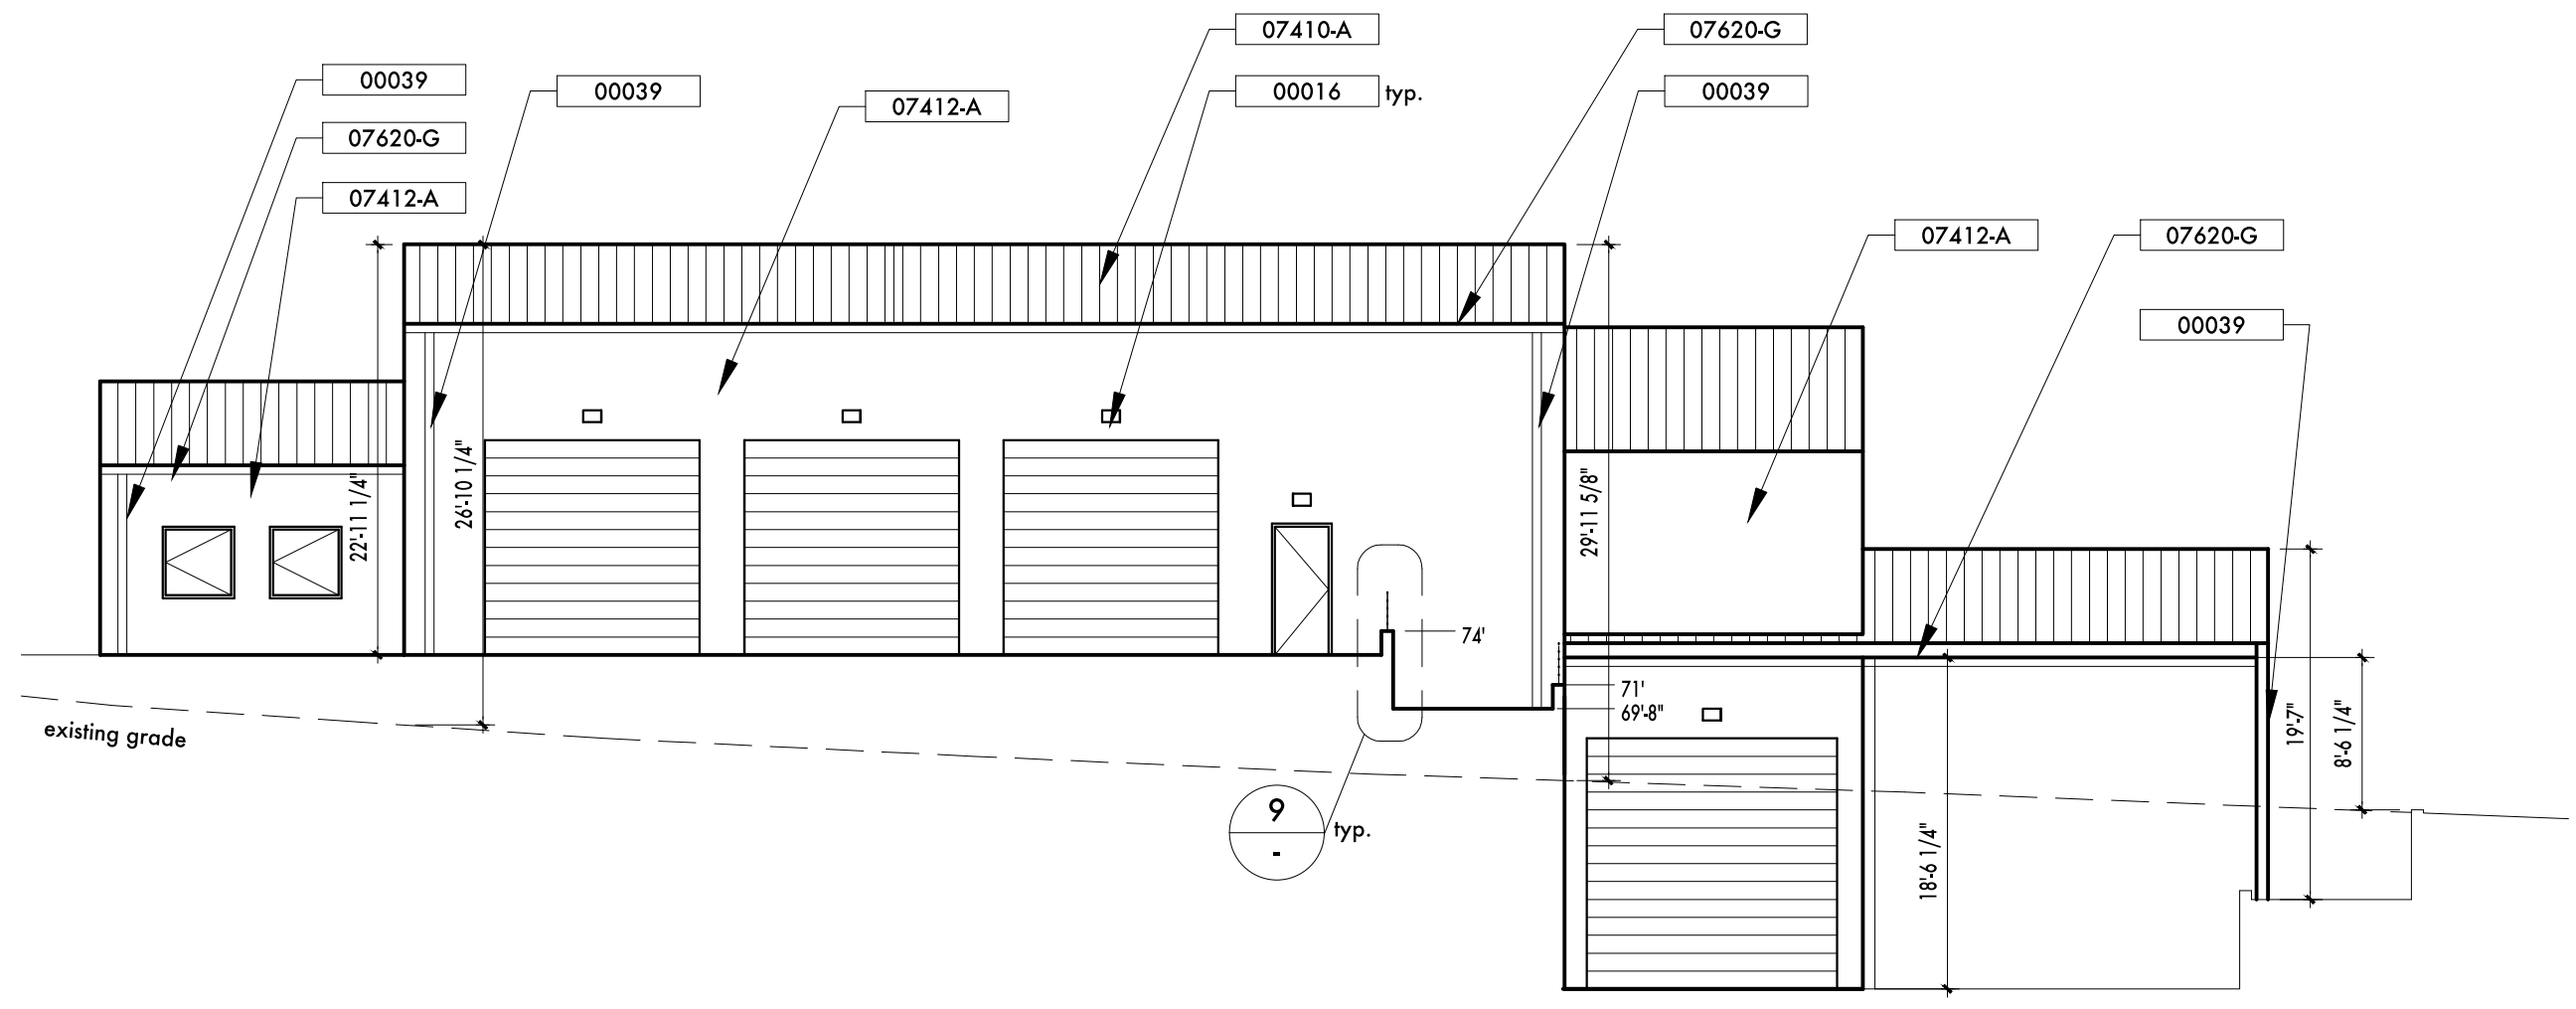 07410-A
07620-G
00039
00039
07412-A
00016 typ.
00039
07620-G
07412-A
07412-A
07620-G
00039
22'-11 1/4"
26'-10 1/4"
29'-11 5/8"
74'
71'
69'-8"
19'-7"
8'-6 1/4"
existing grade
9
typ.
-
18'-6 1/4"